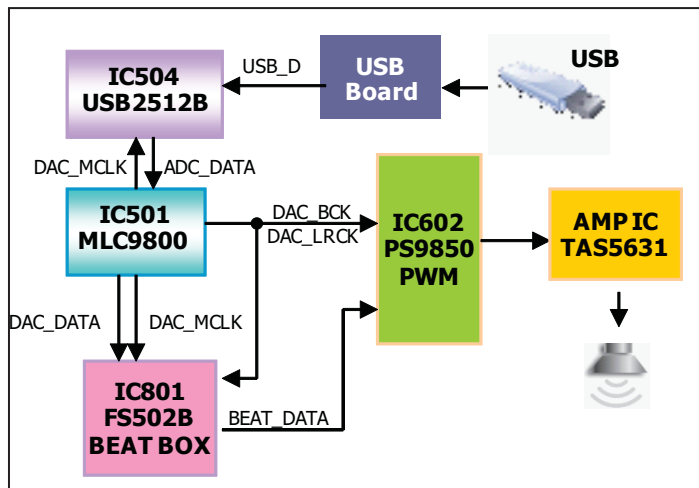 IC504
USB2512B
USB_D
USB
Board
USB
DAC_MCLK
ADC_DATA
IC501
MLC9800
DAC_BCK
DAC_LRCK
IC602
PS9850
PWM
AMP IC
TAS5631
DAC_DATA
DAC_MCLK
IC801
FS502B
BEAT BOX
BEAT_DATA